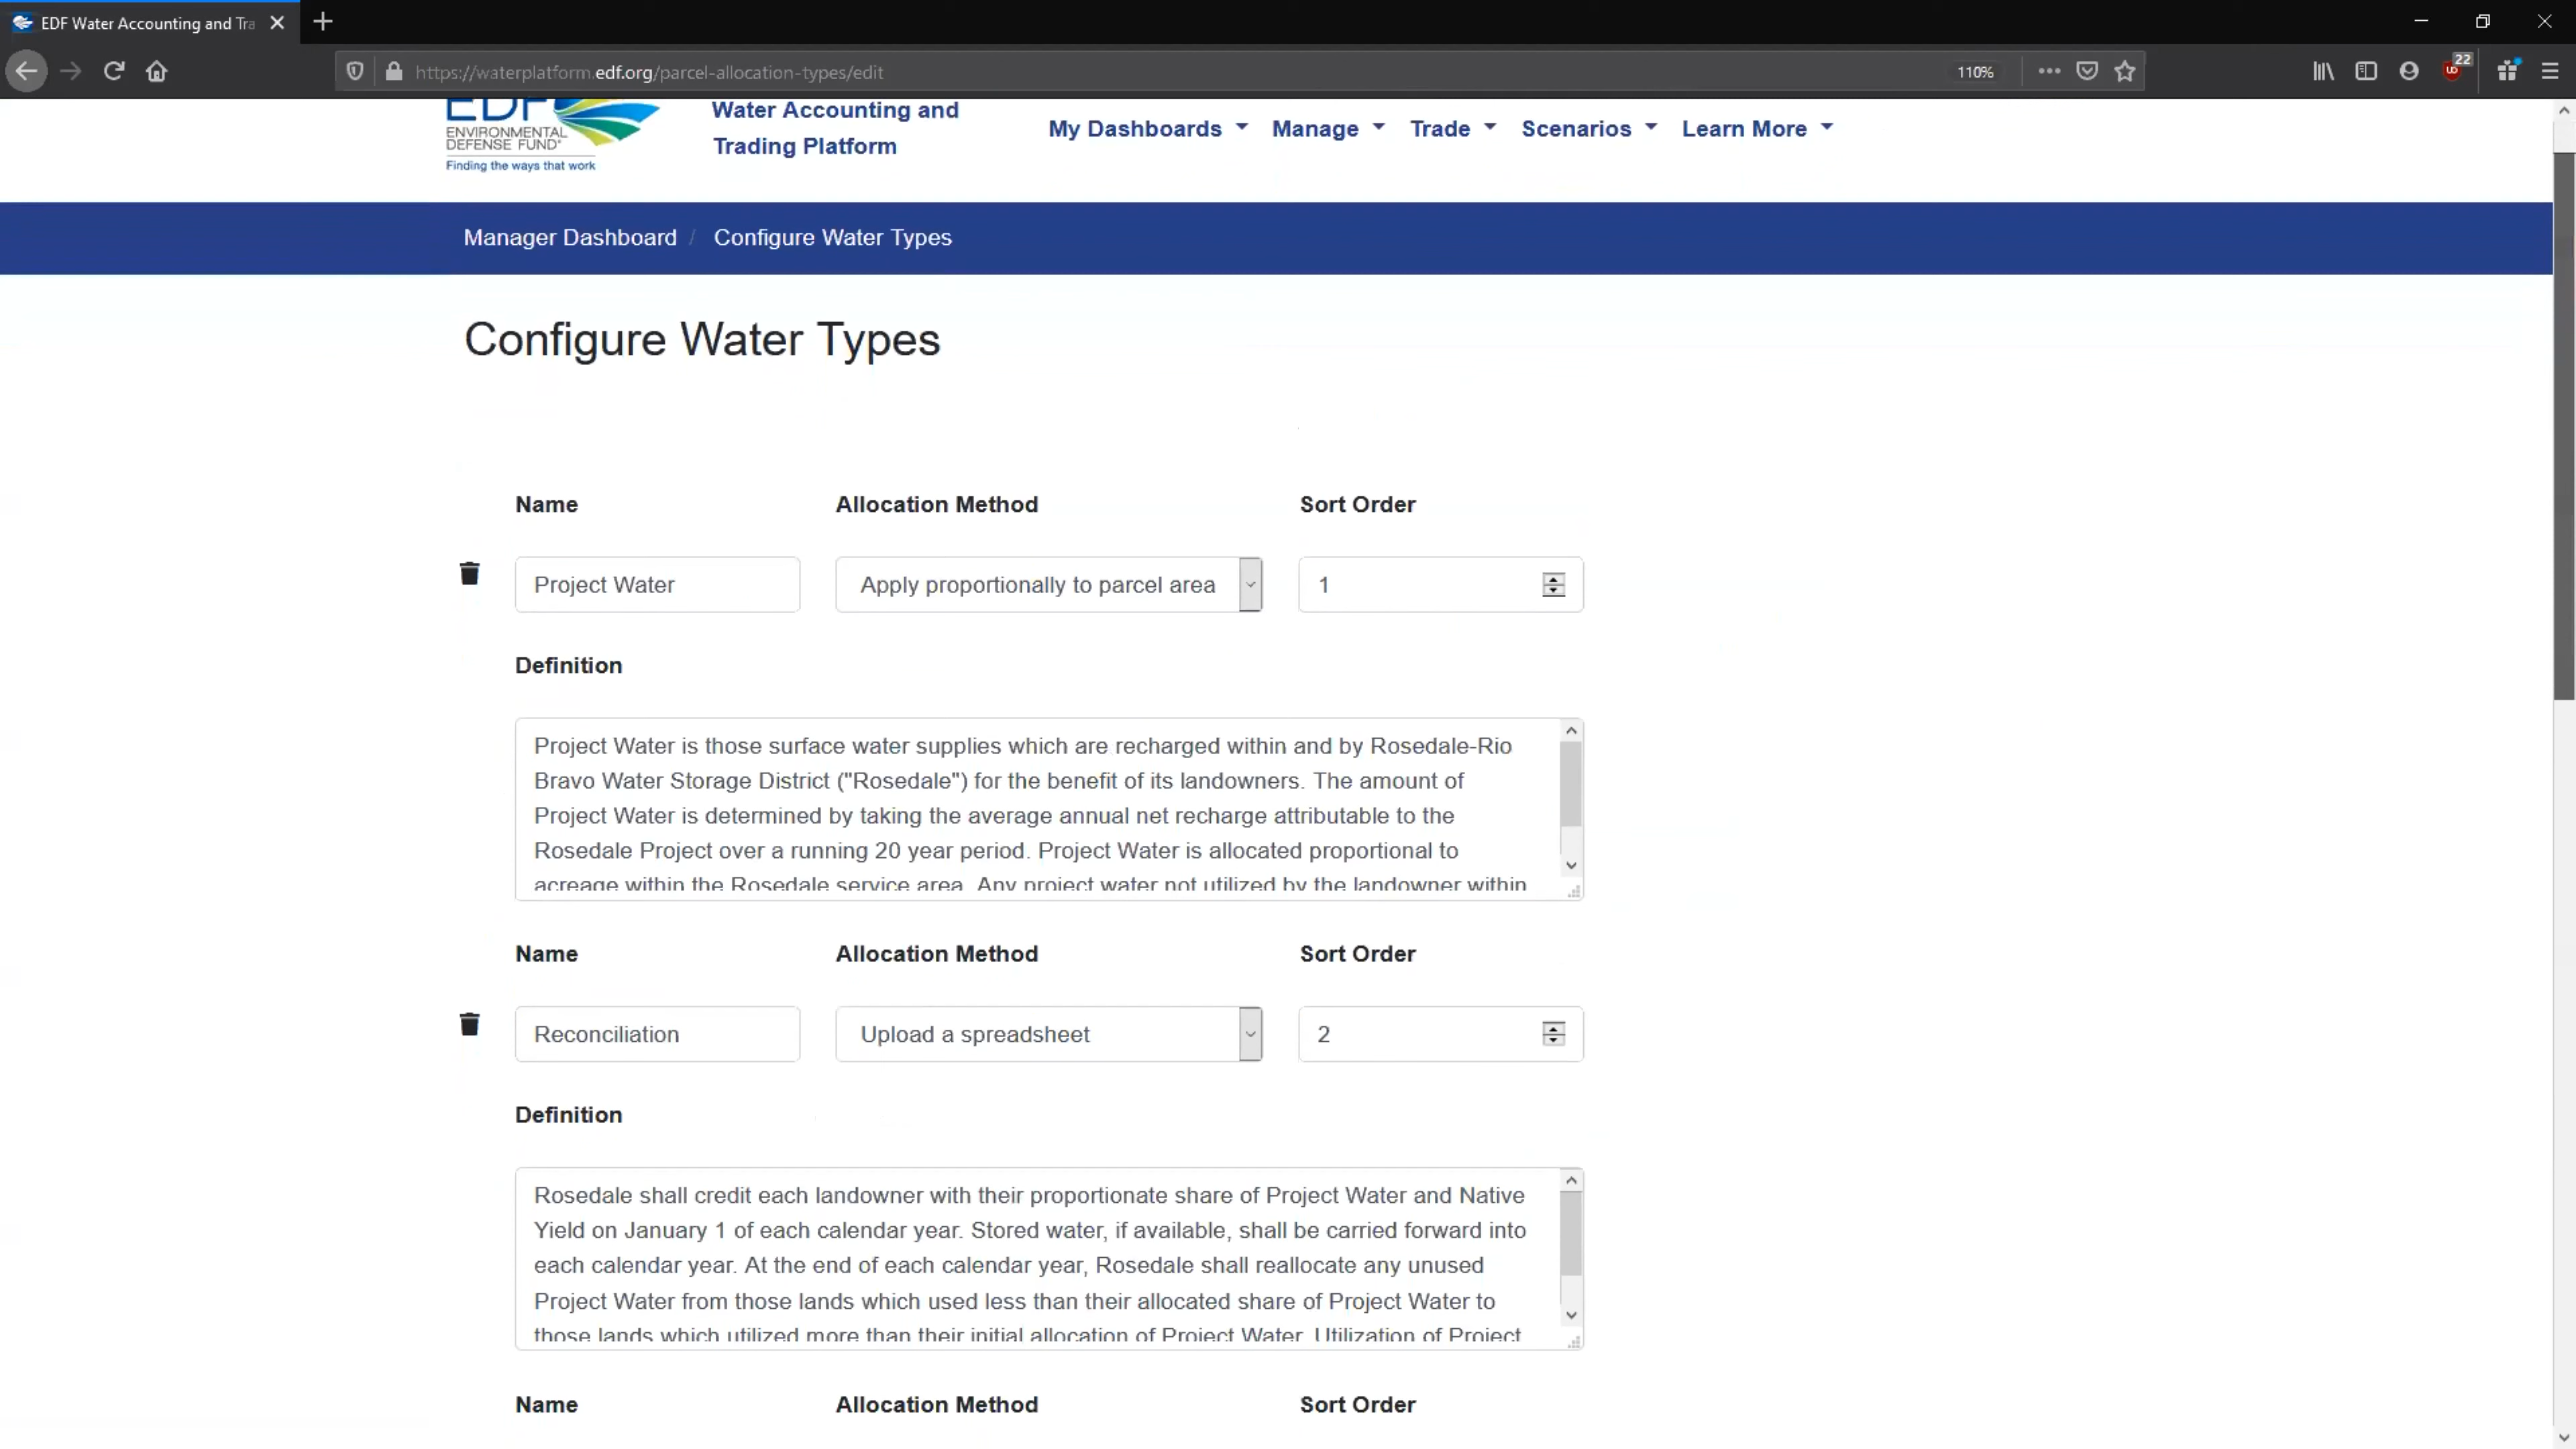 EDF Water Accounting and Tra
https://waterplatform.edf.org/parcel-allocation-types/edit
110%
22
EDF
ENVIRONMENTAL
DEFENSE FUND®
Finding the ways that work
Water Accounting and
Trading Platform
My Dashboards
Manage
Trade
Scenarios
Learn More
Manager Dashboard / Configure Water Types
Configure Water Types
Name Allocation Method Sort Order
Project Water Apply proportionally to parcel area 1
Definition
Project Water is those surface water supplies which are recharged within and by Rosedale-Rio
Bravo Water Storage District ("Rosedale") for the benefit of its landowners. The amount of
Project Water is determined by taking the average annual net recharge attributable to the
Rosedale Project over a running 20 year period. Project Water is allocated proportional to
acreage within the Rosedale service area. Any project water not utilized by the landowner within
Name Allocation Method Sort Order
Reconciliation Upload a spreadsheet 2
Definition
Rosedale shall credit each landowner with their proportionate share of Project Water and Native
Yield on January 1 of each calendar year. Stored water, if available, shall be carried forward into
each calendar year. At the end of each calendar year, Rosedale shall reallocate any unused
Project Water from those lands which used less than their allocated share of Project Water to
those lands which utilized more than their initial allocation of Project Water. Utilization of Project
Name Allocation Method Sort Order